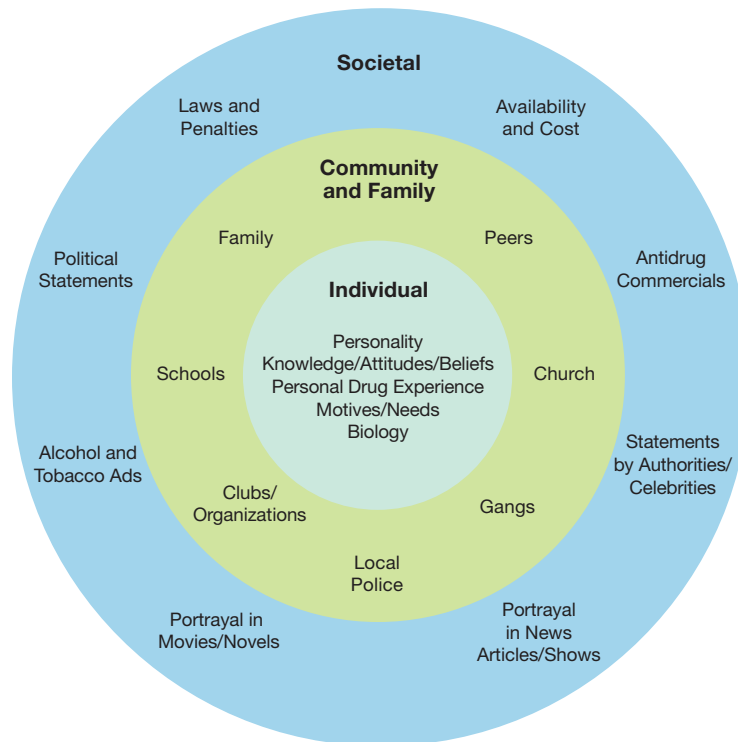 Societal
Laws and
Penalties
Availability
and Cost
Community
and Family
Family
Peers
Political
Statements
Antidrug
Commercials
Individual
Personality
Knowledge/Attitudes/Beliefs
Personal Drug Experience
Motives/Needs
Biology
Schools
Church
Alcohol and
Tobacco Ads
Statements
by Authorities/
Celebrities
Clubs/
Organizations
Gangs
Local
Police
Portrayal in
Movies/Novels
Portrayal
in News
Articles/Shows